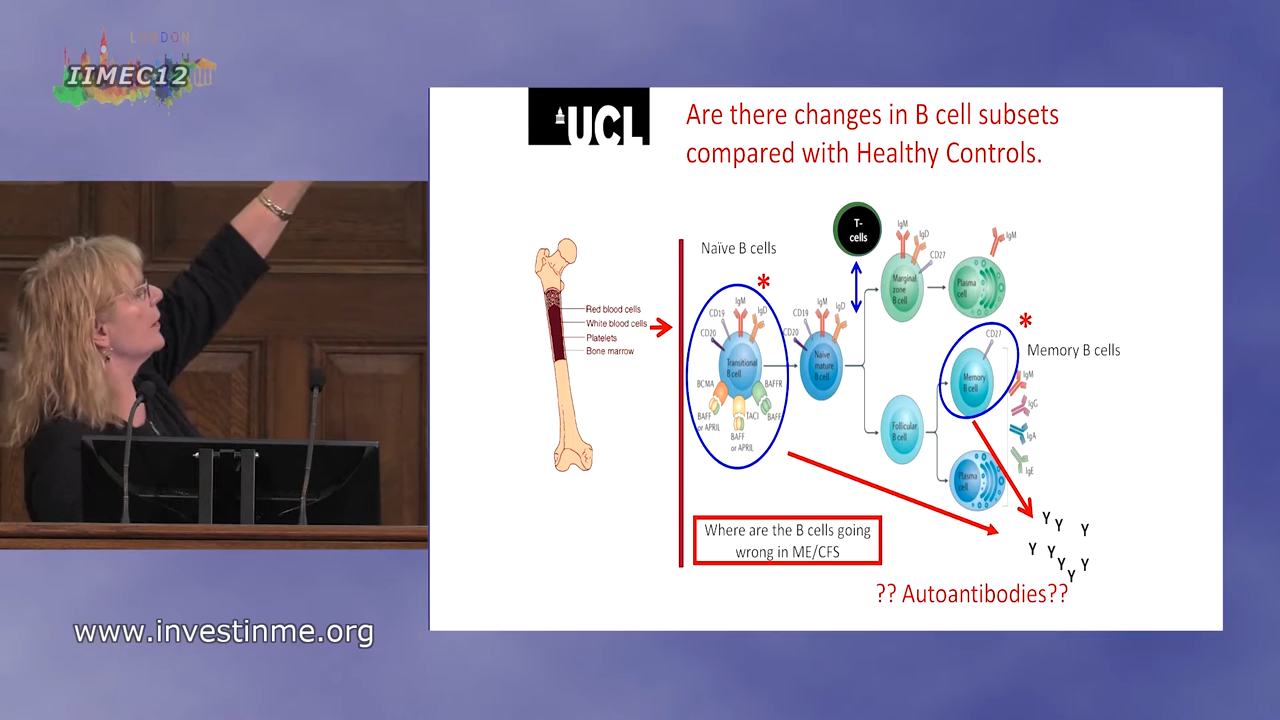 LONDON
IIMEC12
UCL
Are there changes in B cell subsets
compared with Healthy Controls.
Naïve B cells
*
T-
cells
IgM
IgD
CD27
IgM
Marginal
zone
B cell
Plasma
cell
Red blood cells
White blood cells
Platelets
Bone marrow
IgM
CD19
IgD
CD20
Transitional
B cell
BCMA
BAFFR
BAFF
or APRIL
TACI
BAFF
BAFF
or APRIL
IgM
CD19
IgD
CD20
Naive
mature
B cell
*
CD27
Memory B cells
Memory
B cell
IgM
IgG
IgA
IgE
Follicular
B cell
Plasma
cell
Where are the B cells going
wrong in ME/CFS
Y Y Y
Y Y Y Y
Y
?? Autoantibodies??
www.investinme.org